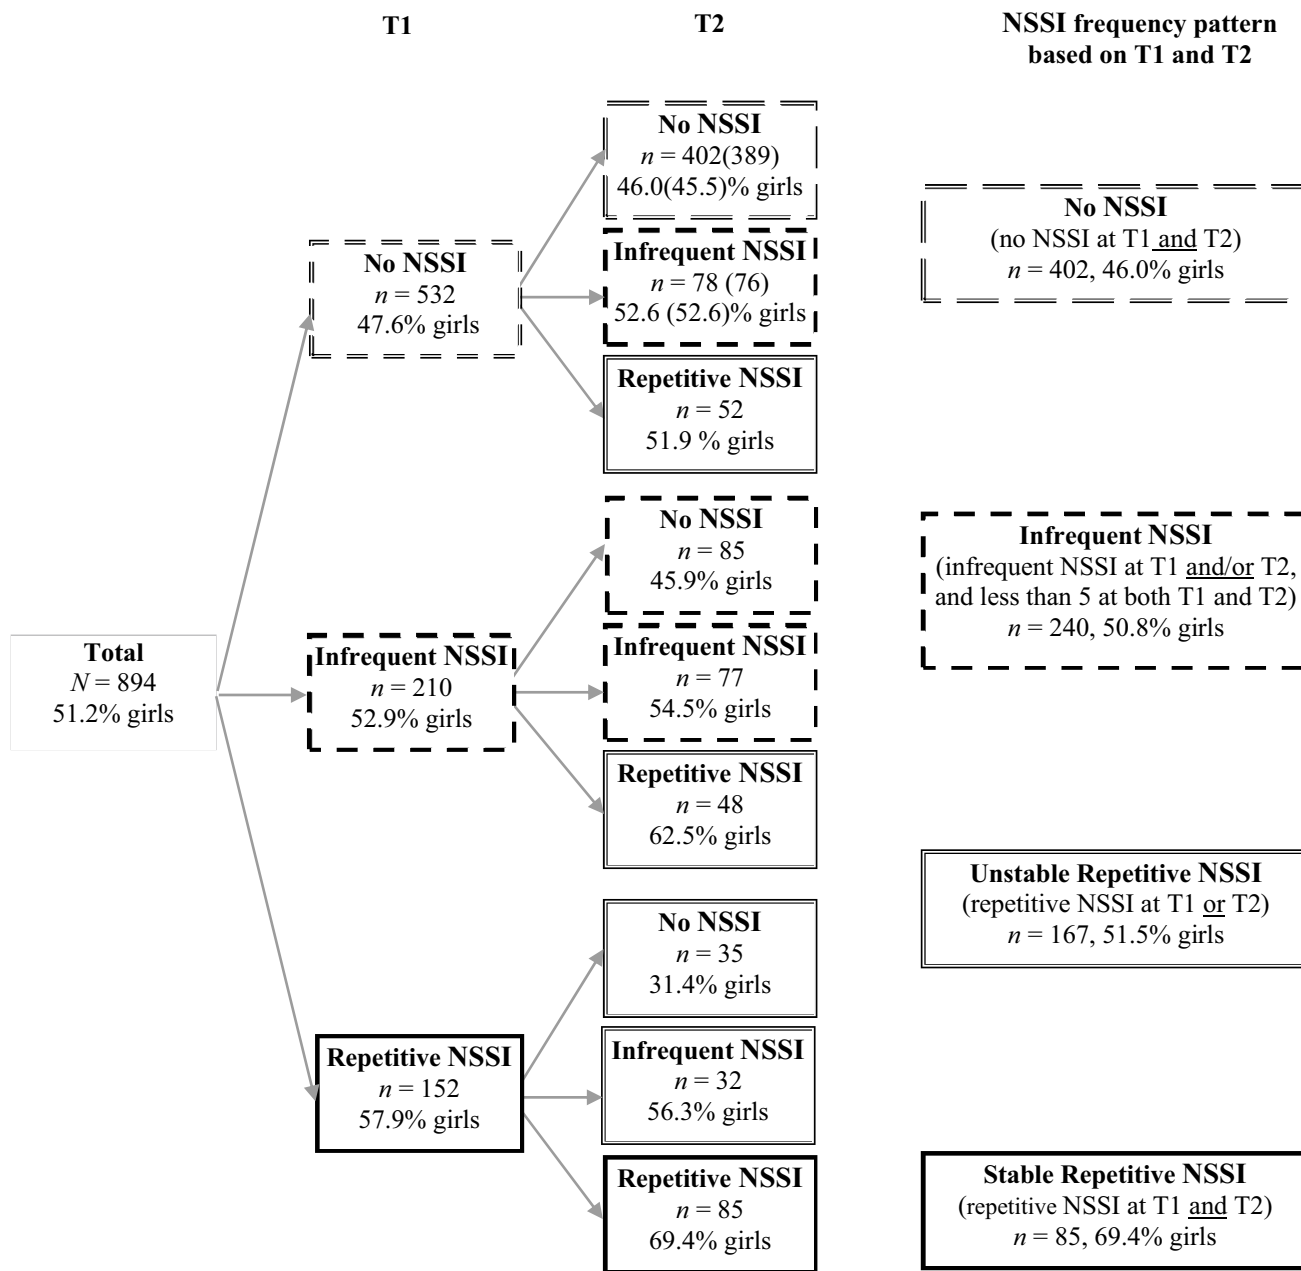 T1
T2
NSSI frequency pattern
based on T1 and T2
No NSSI
n = 402(389)
46.0(45.5)% girls
No NSSI
(no NSSI at T1 and T2)
n = 402, 46.0% girls
No NSSI
n = 532
47.6% girls
Infrequent NSSI
n = 78 (76)
52.6 (52.6)% girls
Repetitive NSSI
n = 52
51.9 % girls
No NSSI
n = 85
45.9% girls
Infrequent NSSI
(infrequent NSSI at T1 and/or T2,
and less than 5 at both T1 and T2)
n = 240, 50.8% girls
Total
N = 894
51.2% girls
Infrequent NSSI
n = 210
52.9% girls
Infrequent NSSI
n = 77
54.5% girls
Repetitive NSSI
n = 48
62.5% girls
Unstable Repetitive NSSI
(repetitive NSSI at T1 or T2)
n = 167, 51.5% girls
No NSSI
n = 35
31.4% girls
Repetitive NSSI
n = 152
57.9% girls
Infrequent NSSI
n = 32
56.3% girls
Repetitive NSSI
n = 85
69.4% girls
Stable Repetitive NSSI
(repetitive NSSI at T1 and T2)
n = 85, 69.4% girls